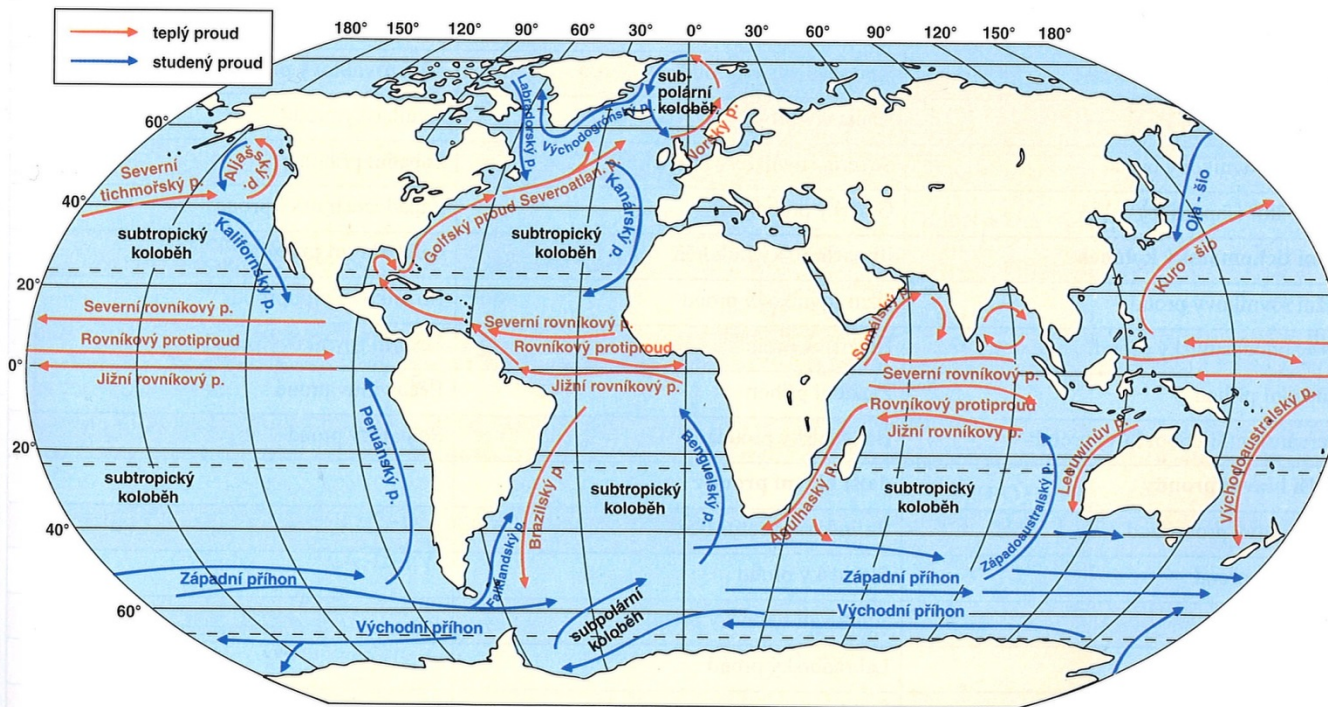 teplý proud
studený proud
180°
150°
120°
90°
60°
30°
0°
30°
60°
90°
120°
150°
180°
60°
40°
20°
0°
20°
40°
60°
Severní
tichmořský p.
Aljašský
p.
Kalifornský p.
subtropický
koloběh
Severní rovníkový p.
Rovníkový protiproud
Jižní rovníkový p.
Peruánský p.
subtropický
koloběh
Západní příhon
Východní příhon
Labradorský p.
Východogrónský p.
sub-
polární
koloběh
Norský p.
Golfský proud Severoatlan. p.
Kanárský p.
subtropický
koloběh
Severní rovníkový p.
Rovníkový protiproud
Jižní rovníkový p.
Brazilský p.
Falklandský p.
subtropický
koloběh
Benguelský p.
subpolární
koloběh
Somálský p.
Severní rovníkový p.
Rovníkový protiproud
Jižní rovníkový p.
Agulhaský p.
subtropický
koloběh
Západoaustralský p.
Leeuwinův p.
Východoaustralský p.
Západní příhon
Východní příhon
Oja - šio
Kuro - šio